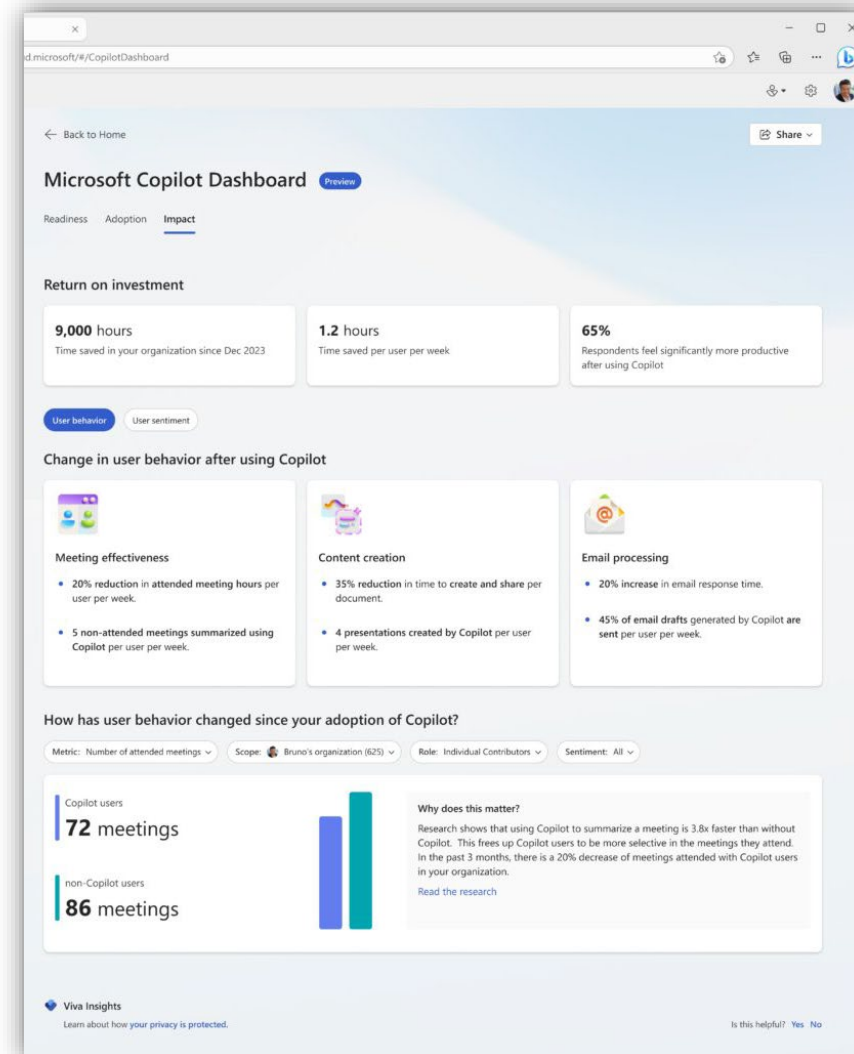 d.microsoft/#/CopilotDashboard
Back to Home
Share
Microsoft Copilot Dashboard Preview
Readiness Adoption Impact
Return on investment
9,000 hours
Time saved in your organization since Dec 2023
1.2 hours
Time saved per user per week
65%
Respondents feel significantly more productive
after using Copilot
User behavior User sentiment
Change in user behavior after using Copilot
Meeting effectiveness
20% reduction in attended meeting hours per
user per week.
5 non-attended meetings summarized using
Copilot per user per week.
Content creation
35% reduction in time to create and share per
document.
4 presentations created by Copilot per user
per week.
Email processing
20% increase in email response time.
45% of email drafts generated by Copilot are
sent per user per week.
How has user behavior changed since your adoption of Copilot?
Metric: Number of attended meetings Scope: Bruno's organization (625) Role: Individual Contributors Sentiment: All
Copilot users
72 meetings
non-Copilot users
86 meetings
Why does this matter?
Research shows that using Copilot to summarize a meeting is 3.8x faster than without
Copilot. This frees up Copilot users to be more selective in the meetings they attend.
In the past 3 months, there is a 20% decrease of meetings attended with Copilot users
in your organization.
Read the research
Viva Insights
Learn about how your privacy is protected.
Is this helpful? Yes No